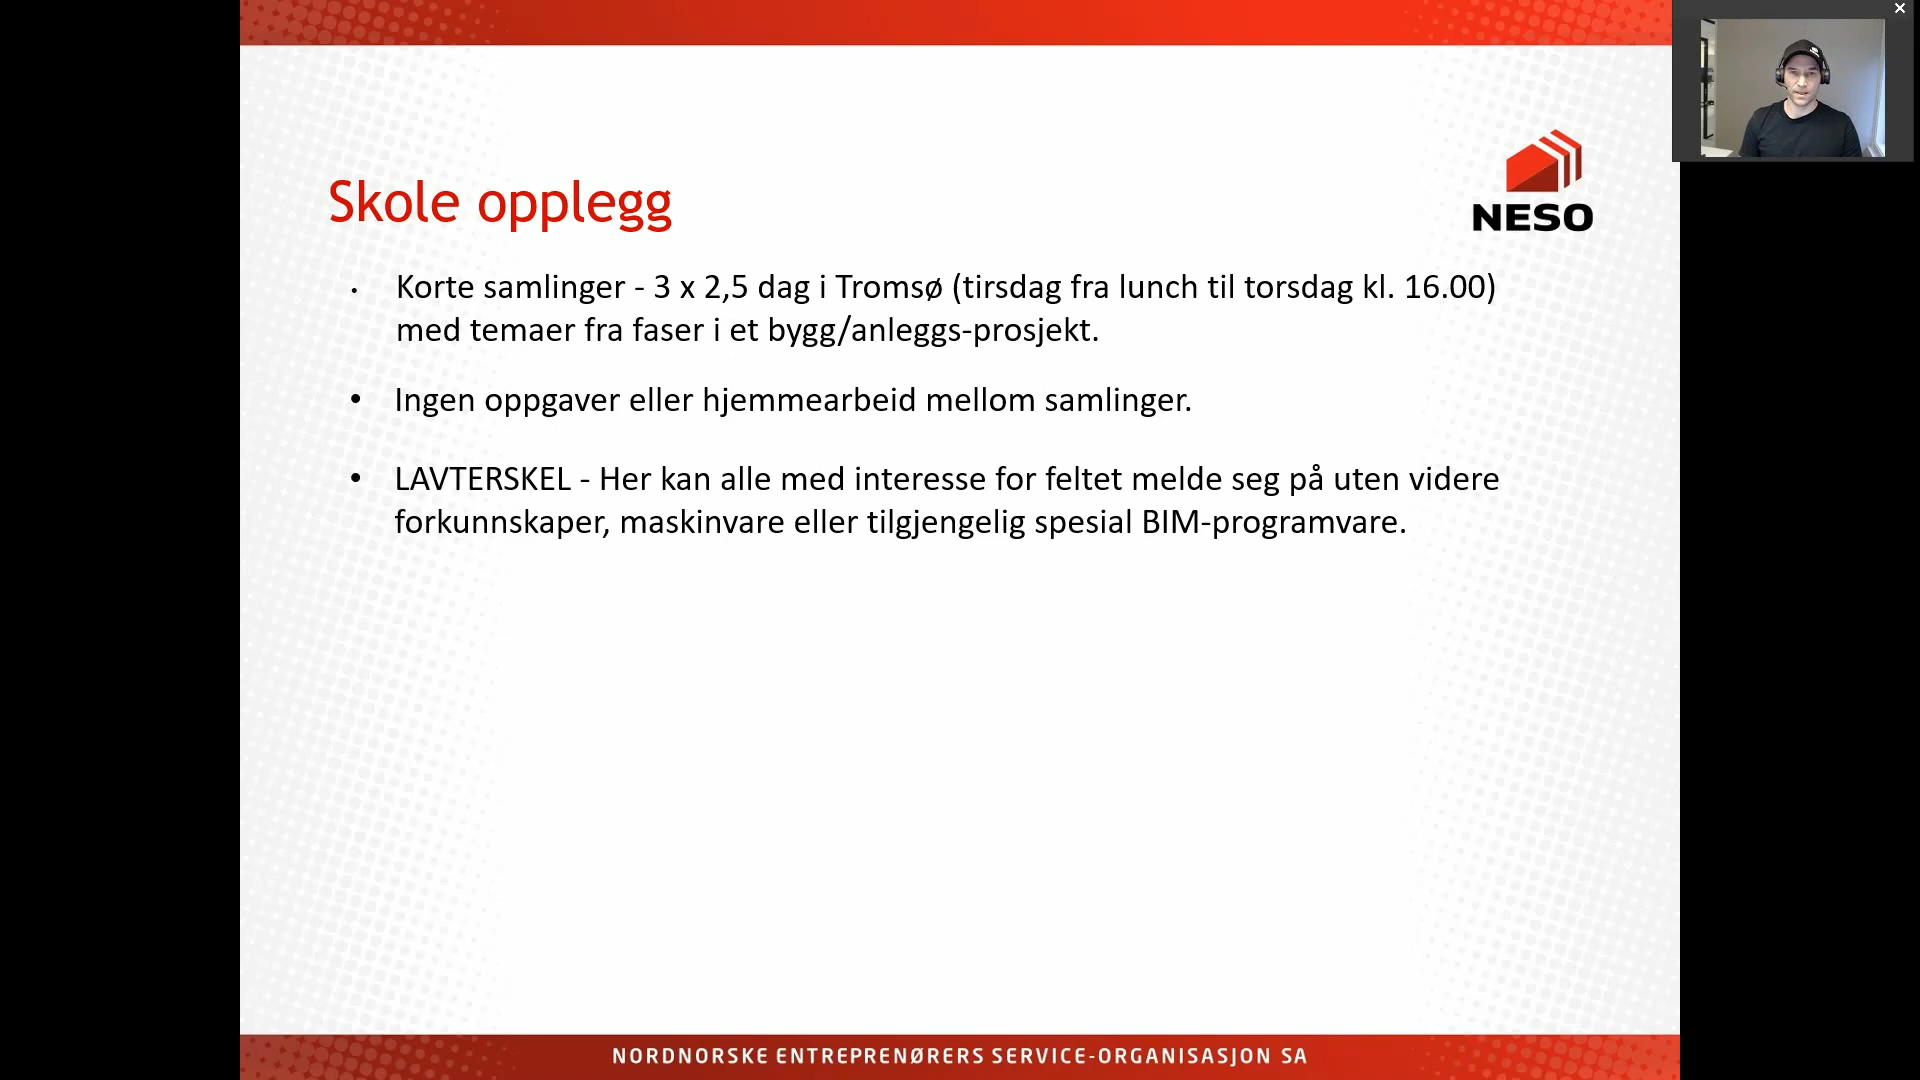 Skole opplegg
NESO
• Korte samlinger - 3 x 2,5 dag i Tromsø (tirsdag fra lunch til torsdag kl. 16.00)
med temaer fra faser i et bygg/anleggs-prosjekt.
• Ingen oppgaver eller hjemmearbeid mellom samlinger.
• LAVTERSKEL - Her kan alle med interesse for feltet melde seg på uten videre
forkunnskaper, maskinvare eller tilgjengelig spesial BIM-programvare.
NORDNORSKE ENTREPRENØRERS SERVICE-ORGANISASJON SA